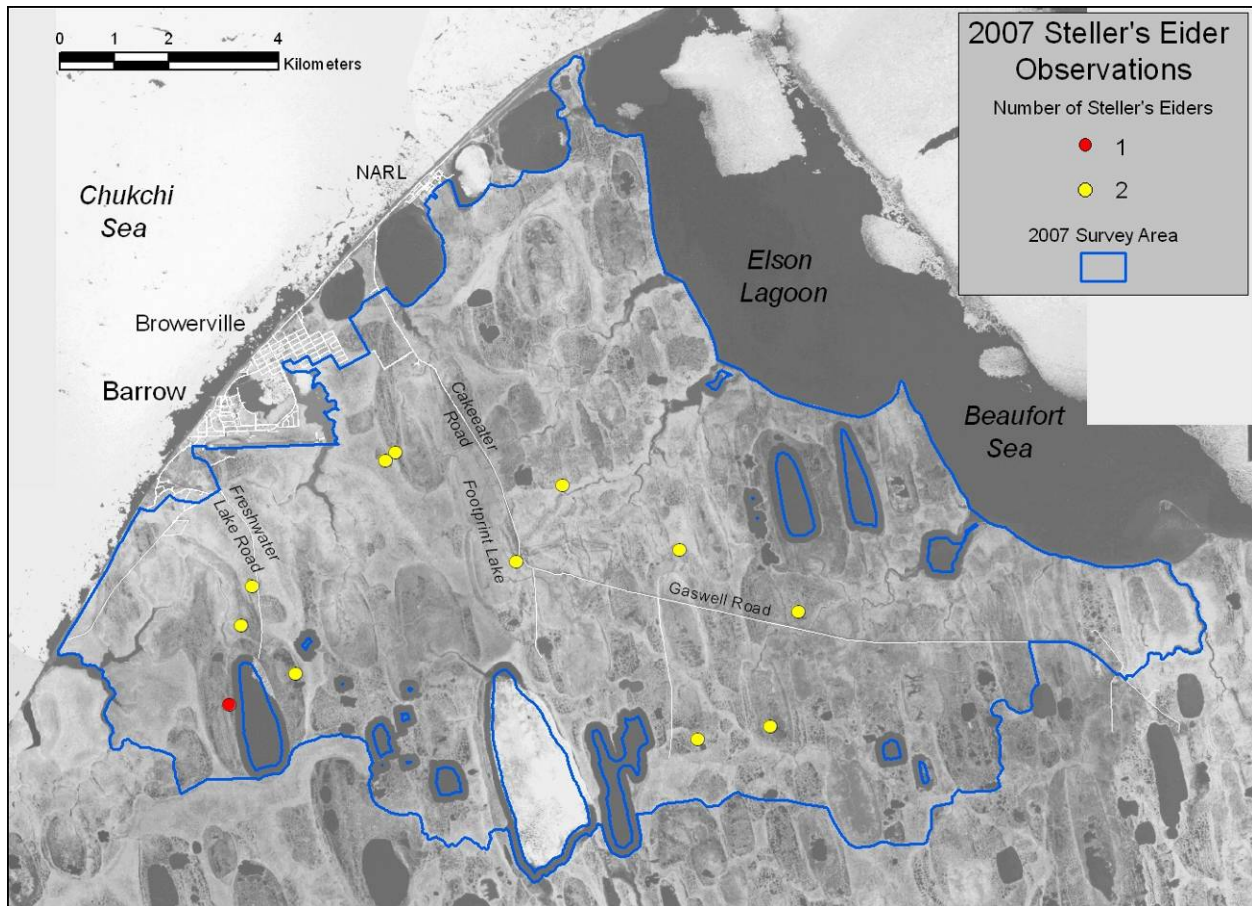 0 1 2 4
Kilometers
2007 Steller's Eider
Observations
Number of Steller's Eiders
1
2
2007 Survey Area
NARL
Chukchi
Sea
Elson
Lagoon
Browerville
Barrow
Cakeeater
Road
Beaufort
Sea
Freshwater
Lake Road
Footprint Lake
Gaswell Road